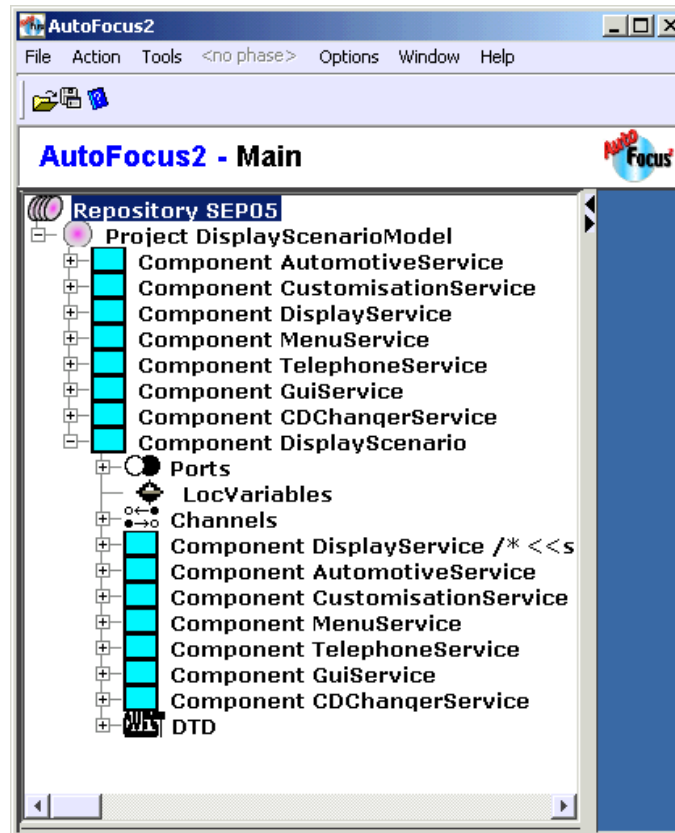 AutoFocus2
File Action Tools <no phase> Options Window Help
AutoFocus2 - Main
Auto Focus
Repository SEP05
Project DisplayScenarioModel
Component AutomotiveService
Component CustomisationService
Component DisplayService
Component MenuService
Component TelephoneService
Component GuiService
Component CDChangerService
Component DisplayScenario
Ports
LocVariables
Channels
Component DisplayService /* <<s
Component AutomotiveService
Component CustomisationService
Component MenuService
Component TelephoneService
Component GuiService
Component CDChangerService
DTD